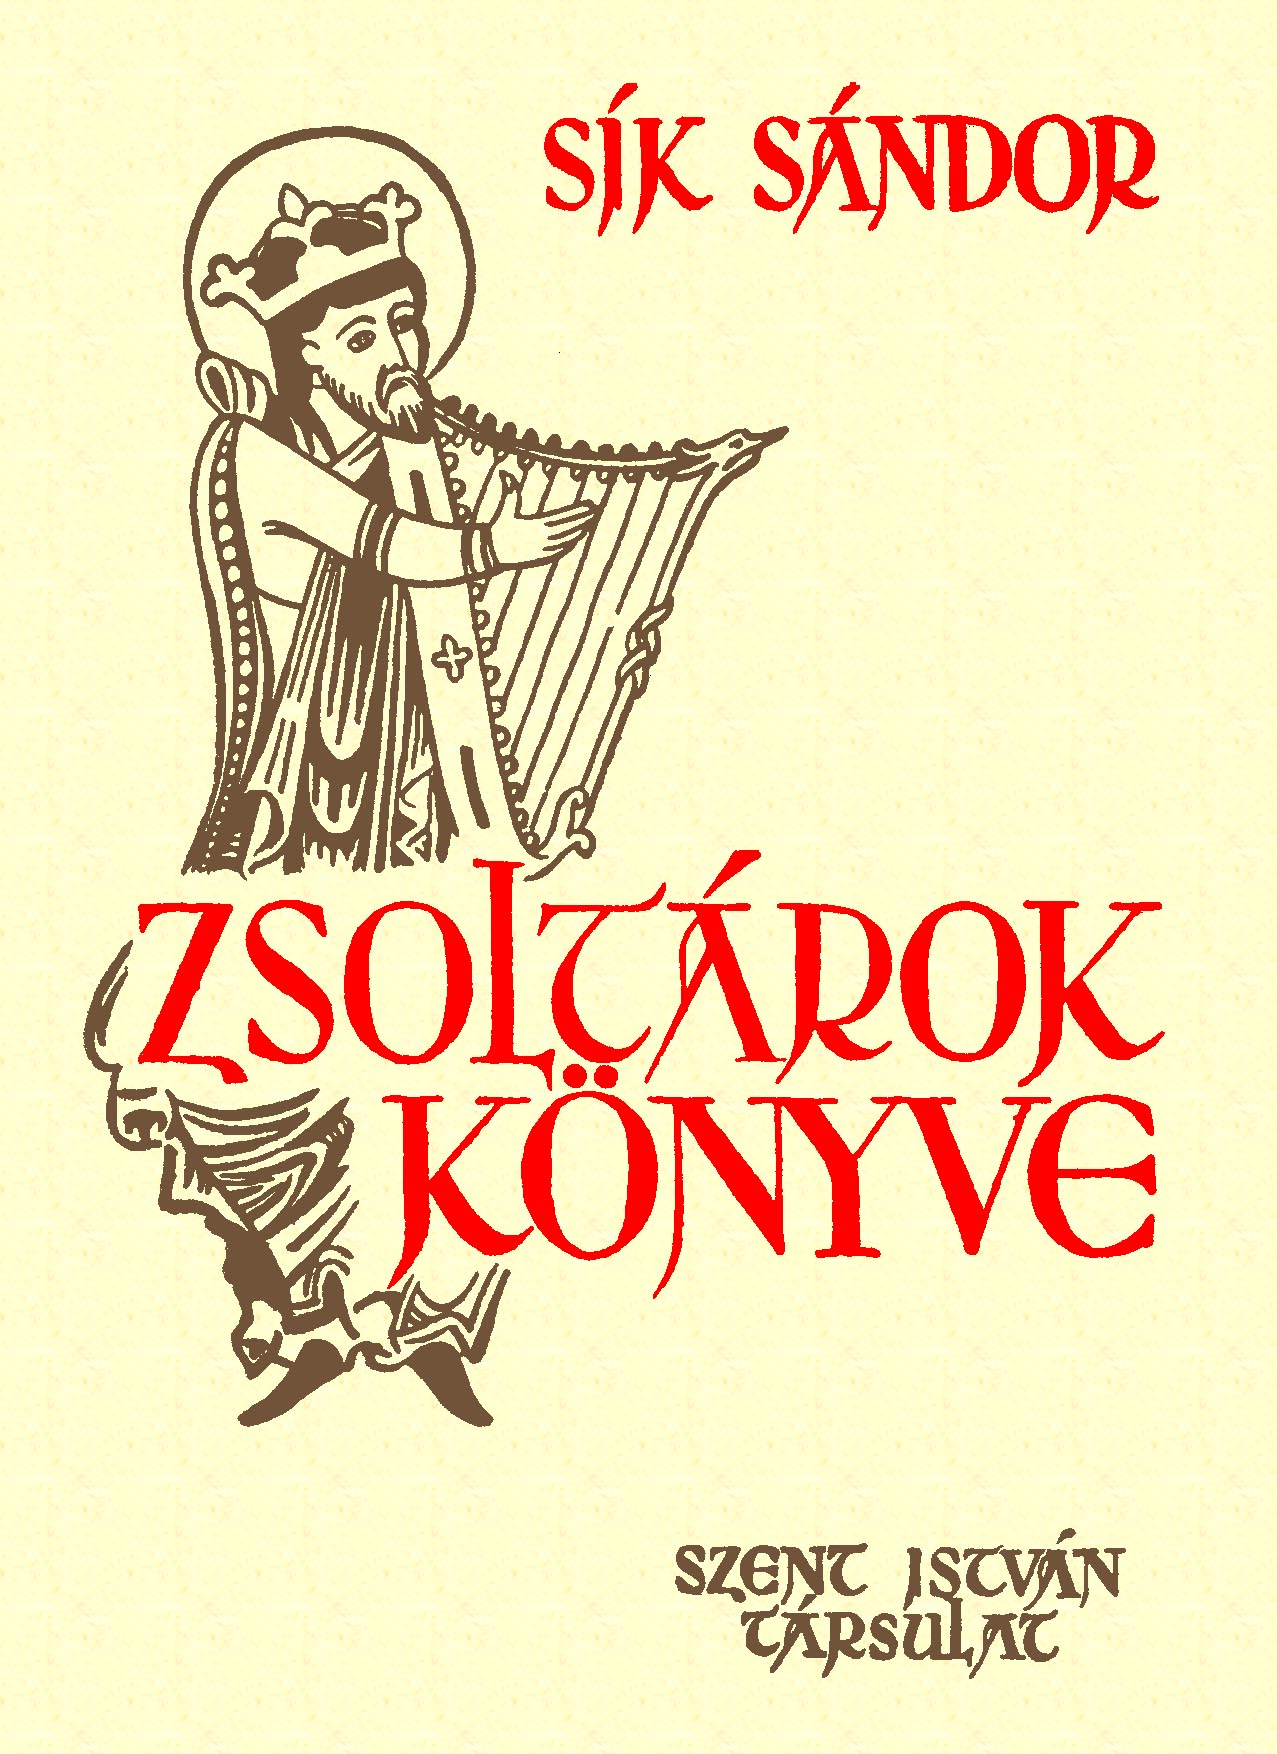 SÍK SÁNDOR
ZSOLTÁROK
KÖNYVE
SZENT ISTVÁN
TÁRSULAT